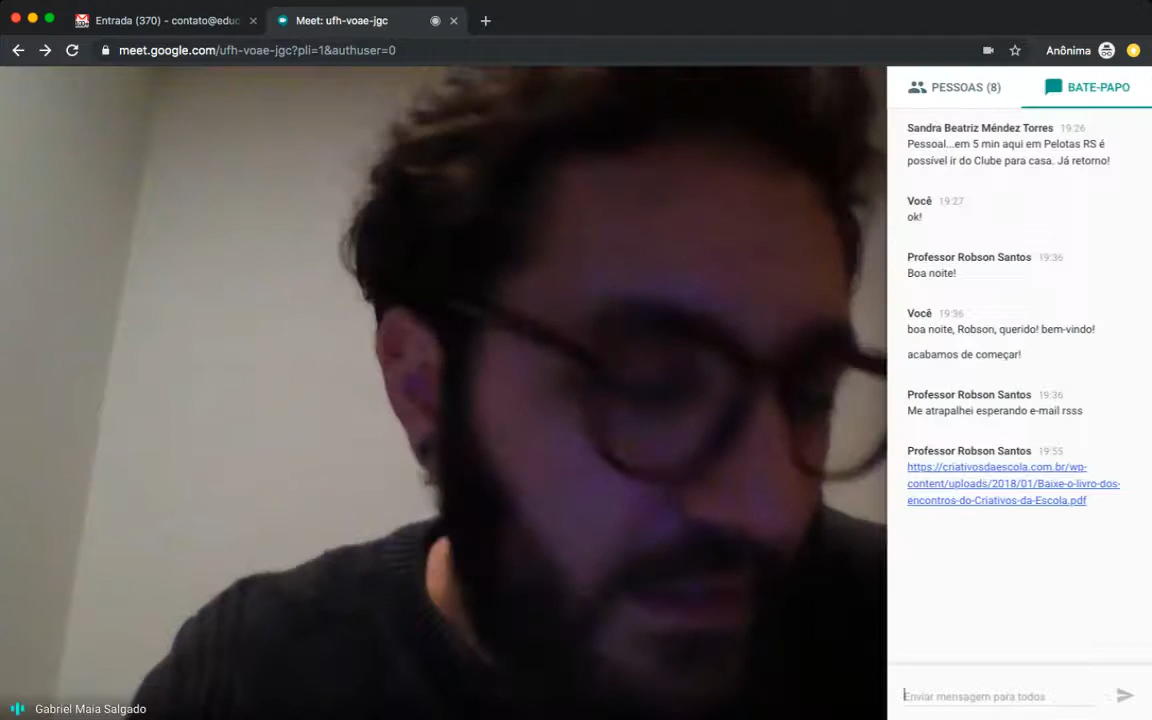 Entrada (370) - contato@educ
Meet: ufh-voae-jgc
meet.google.com/ufh-voae-jgc?pli=1&authuser=0
Anônima
PESSOAS (8)
BATE-PAPO
Sandra Beatriz Méndez Torres 19:26
Pessoal...em 5 min aqui em Pelotas RS é
possível ir do Clube para casa. Já retorno!
Você 19:27
ok!
Professor Robson Santos 19:36
Boa noite!
Você 19:36
boa noite, Robson, querido! bem-vindo!
acabamos de começar!
Professor Robson Santos 19:36
Me atrapalhei esperando e-mail rsss
Professor Robson Santos 19:55
https://criativosdaescola.com.br/wp-
content/uploads/2018/01/Baixe-o-livro-dos-
encontros-do-Criativos-da-Escola.pdf
Enviar mensagem para todos
Gabriel Maia Salgado